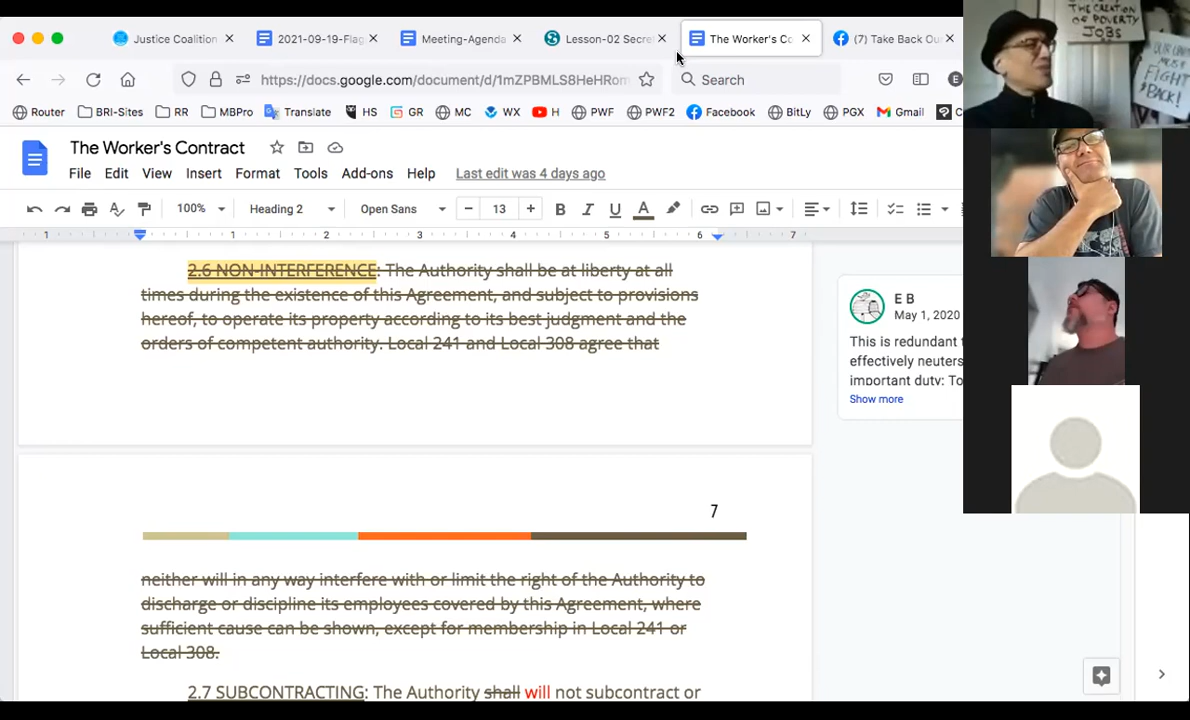 Justice Coalition
2021-09-19-Flag
Meeting-Agenda
Lesson-02 Secre
The Worker's Co
(7) Take Back Ou
https://docs.google.com/document/d/1mZPBMLS8HeHRom
Search
E
Router
BRI-Sites
RR
MBPro
Translate
HS
GR
MC
WX
H
PWF
PWF2
Facebook
BitLy
PGX
Gmail
The Worker's Contract
File Edit View Insert Format Tools Add-ons Help Last edit was 4 days ago
100% Heading 2 Open Sans − 13 + B I U A
1 1 2 3 4 5 6 7
2.6 NON-INTERFERENCE: The Authority shall be at liberty at all
times during the existence of this Agreement, and subject to provisions
hereof, to operate its property according to its best judgment and the
orders of competent authority. Local 241 and Local 308 agree that
E B
May 1, 2020
This is redundant
effectively neuters
important duty: To
Show more
7
neither will in any way interfere with or limit the right of the Authority to
discharge or discipline its employees covered by this Agreement, where
sufficient cause can be shown, except for membership in Local 241 or
Local 308.
2.7 SUBCONTRACTING: The Authority shall will not subcontract or
THE CREATION
OF POVERTY
JOBS
FIGHT
BACK!